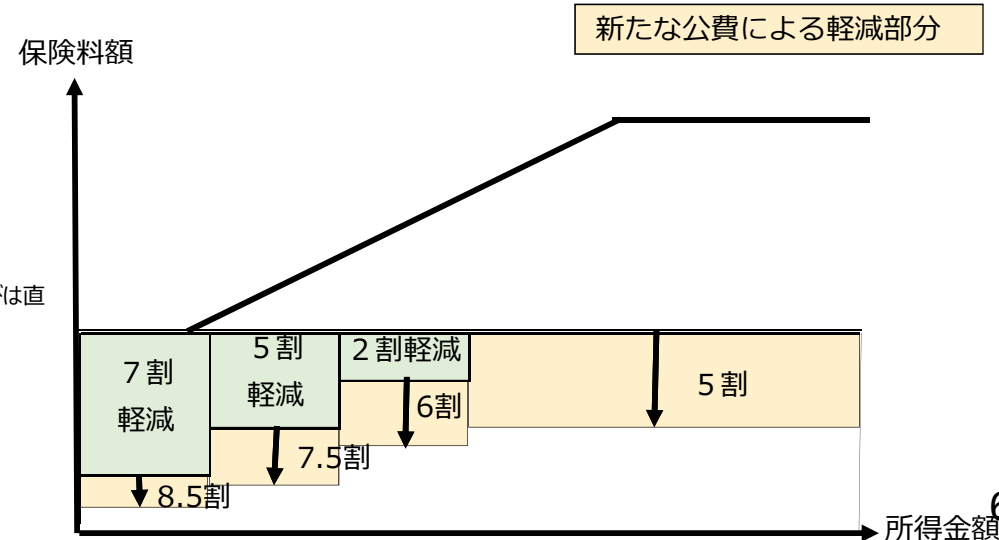 新たな公費による軽減部分
保険料額
は直
７割
軽減
５割
軽減
２割軽減
8.5割
7.5割
6割
５割
所得金額
6